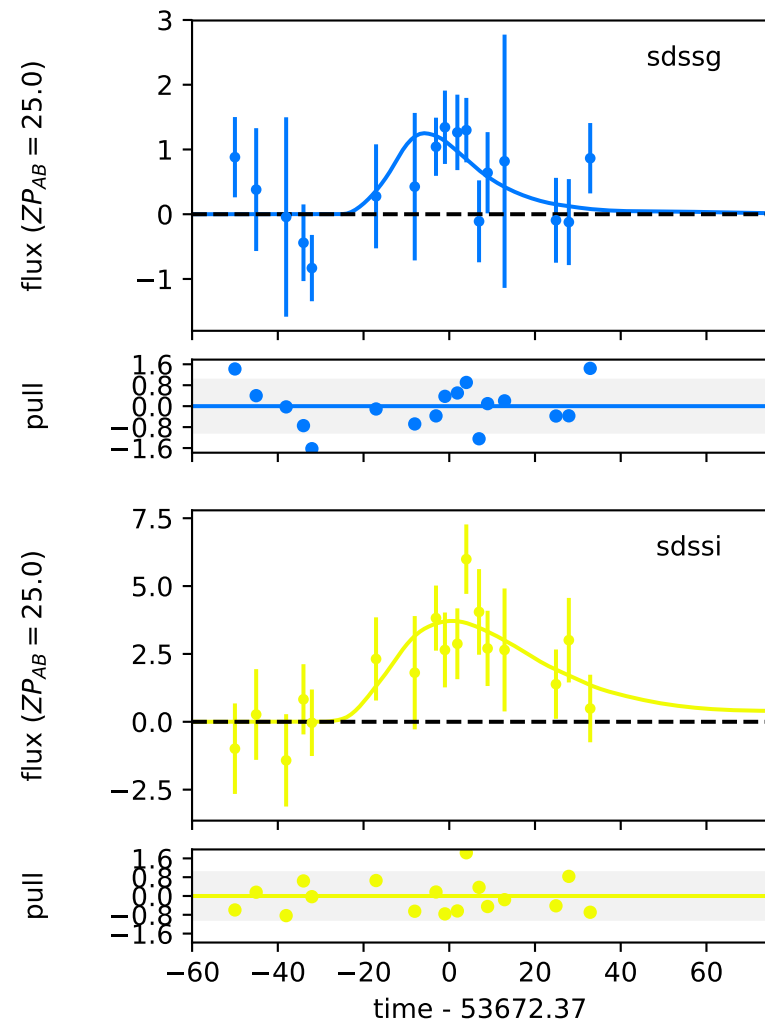 3
2
1
0
−1
flux (ZP_AB = 25.0)
sdssg
1.6
0.8
0.0
−0.8
−1.6
pull
7.5
5.0
2.5
0.0
−2.5
flux (ZP_AB = 25.0)
sdssi
1.6
0.8
0.0
−0.8
−1.6
pull
−60 −40 −20 0 20 40 60
time - 53672.37